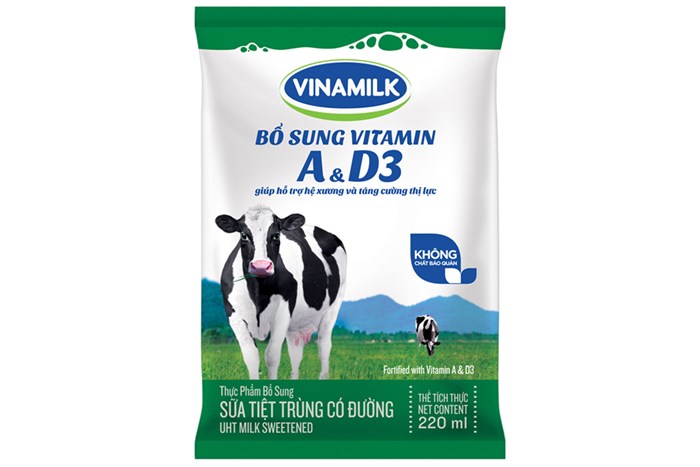 VINAMILK
BỔ SUNG VITAMIN
A & D3
giúp hỗ trợ hệ xương và tăng cường thị lực
KHÔNG
CHẤT BẢO QUẢN
Fortified with Vitamin A & D3
Thực Phẩm Bổ Sung
SỮA TIỆT TRÙNG CÓ ĐƯỜNG
UHT MILK SWEETENED
THỂ TÍCH THỰC
NET CONTENT
220 ml